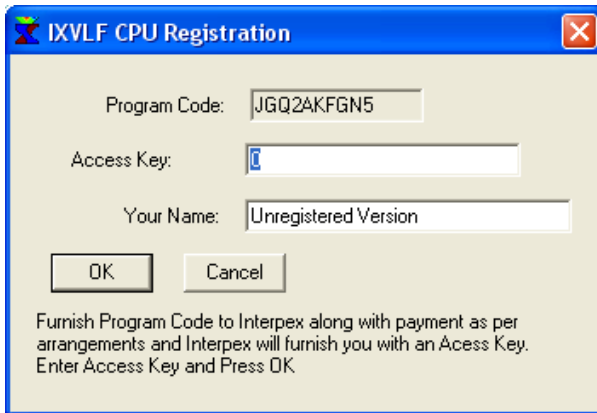 IXVLF CPU Registration
Program Code: JGQ2AKFGN5
Access Key: 0
Your Name: Unregistered Version
OK Cancel
Furnish Program Code to Interpex along with payment as per
arrangements and Interpex will furnish you with an Acess Key.
Enter Access Key and Press OK